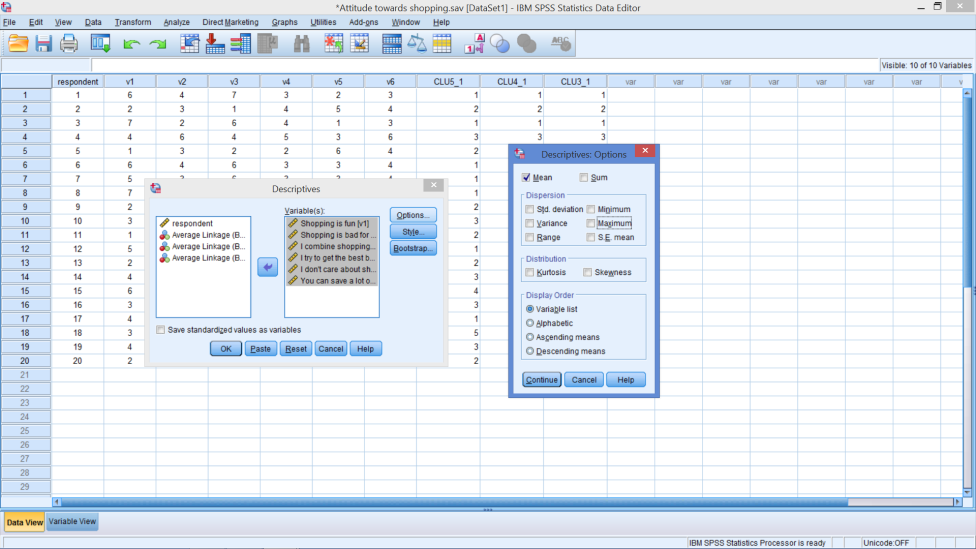 *Attitude towards shopping.sav [DataSet1] - IBM SPSS Statistics Data Editor
File Edit View Data Transform Analyze Direct Marketing Graphs Utilities Add-ons Window Help
Visible: 10 of 10 Variables
respondent v1 v2 v3 v4 v5 v6 CLU5_1 CLU4_1 CLU3_1 var var var var var
1 1 6 4 7 3 2 3 1 1 1
2 2 2 3 1 4 5 4 2 2 2
3 3 7 2 6 4 1 3 1 1 1
4 4 4 6 4 5 3 6 3 3 3
5 5 1 3 2 2 6 4 2
6 6 6 4 6 3 3 4 1
7 7 5 1
8 8 7 1
9 9 2 2
10 10 3 3
11 11 1 2
12 12 5 1
13 13 2 2
14 14 4 3
15 15 6 4
16 16 3 3
17 17 4 1
18 18 3 5
19 19 4 3
20 20 2 2
21
22
23
24
25
26
27
28
29
Descriptives
respondent
Average Linkage (B...
Average Linkage (B...
Average Linkage (B...
Variable(s):
Shopping is fun [v1]
Shopping is bad for ...
I combine shopping...
I try to get the best b...
I don't care about sh...
You can save a lot o...
Options...
Style...
Bootstrap...
Save standardized values as variables
OK Paste Reset Cancel Help
Descriptives: Options
Mean Sum
Dispersion
Std. deviation Minimum
Variance Maximum
Range S.E. mean
Distribution
Kurtosis Skewness
Display Order
Variable list
Alphabetic
Ascending means
Descending means
Continue Cancel Help
Data View Variable View
IBM SPSS Statistics Processor is ready Unicode:OFF